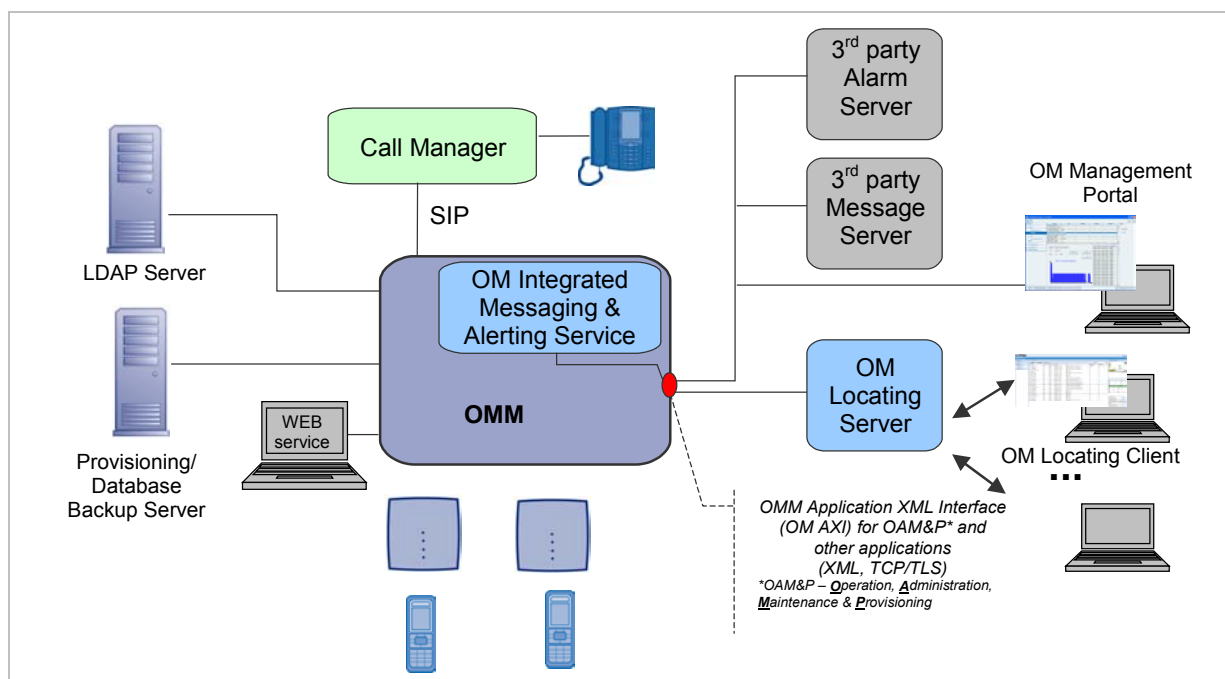 3rd party
Alarm
Server
Call Manager
3rd party
Message
Server
OM Management
Portal
SIP
LDAP Server
OM Integrated
Messaging &
Alerting Service
OM
Locating
Server
OMM
WEB
service
OM Locating Client
...
Provisioning/
Database
Backup Server
OMM Application XML Interface
(OM AXI) for OAM&P* and
other applications
(XML, TCP/TLS)
*OAM&P – Operation, Administration,
Maintenance & Provisioning